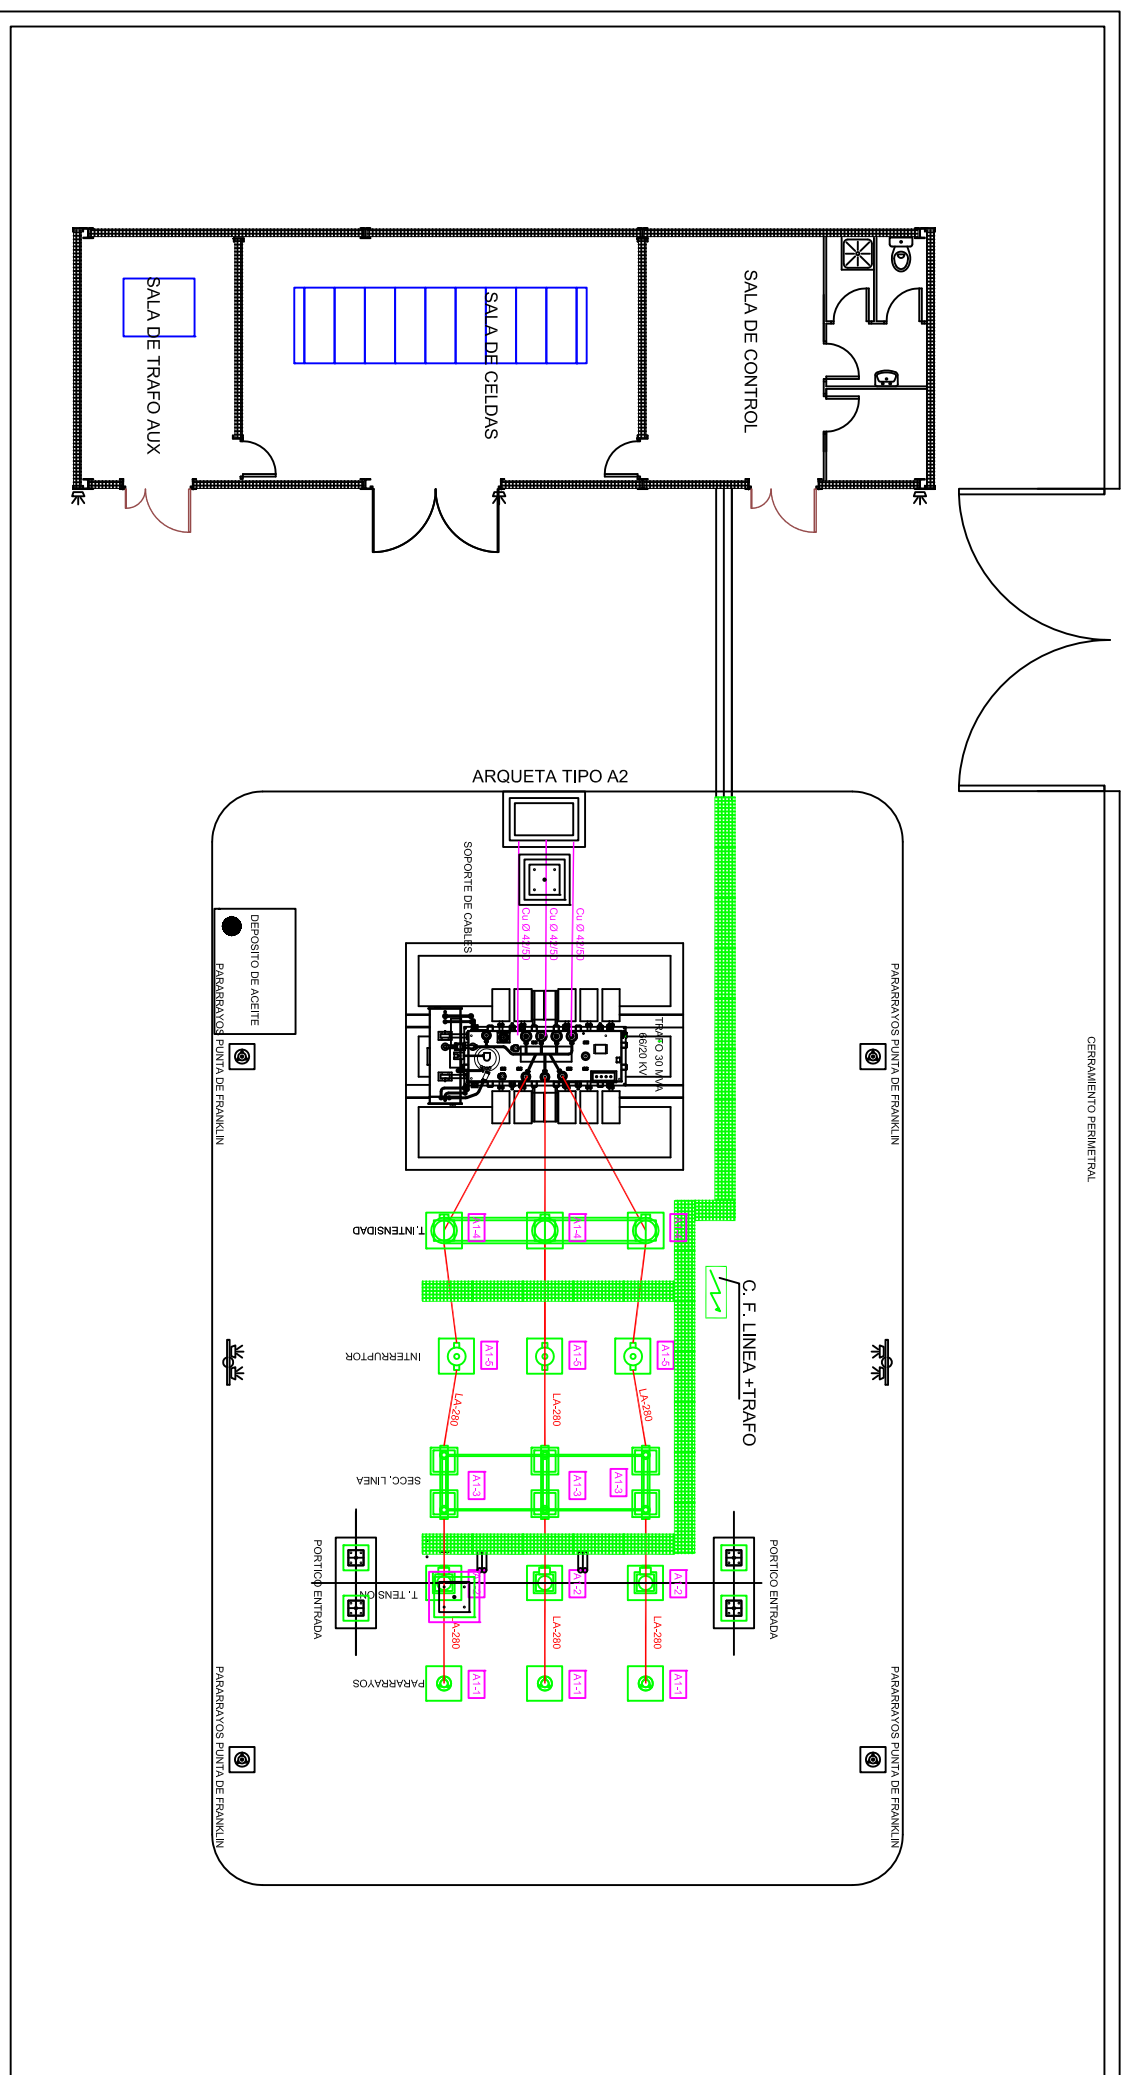 SALA DE TRAFO AUX
SALA DE CELDAS
SALA DE CONTROL
ARQUETA TIPO A2
SOPORTE DE CABLES
Cu Ø 42/50
Cu Ø 42/50
Cu Ø 42/50
DEPOSITO DE ACEITE
PARARRAYOS PUNTA DE FRANKLIN
PARARRAYOS PUNTA DE FRANKLIN
CERRAMIENTO PERIMETRAL
TRAFO 30 MVA
66/20 KV
T. INTENSIDAD
A1-4
A1-4
A1-4
C. F. LINEA +TRAFO
INTERRUPTOR
A1-5
A1-5
A1-5
LA-280
LA-280
LA-280
SECC. LINEA
A1-3
A1-3
A1-3
PORTICO ENTRADA
PORTICO ENTRADA
T. TENSION
A1-2
A1-2
LA-280
LA-280
LA-280
PARARRAYOS
A1-1
A1-1
A1-1
PARARRAYOS PUNTA DE FRANKLIN
PARARRAYOS PUNTA DE FRANKLIN